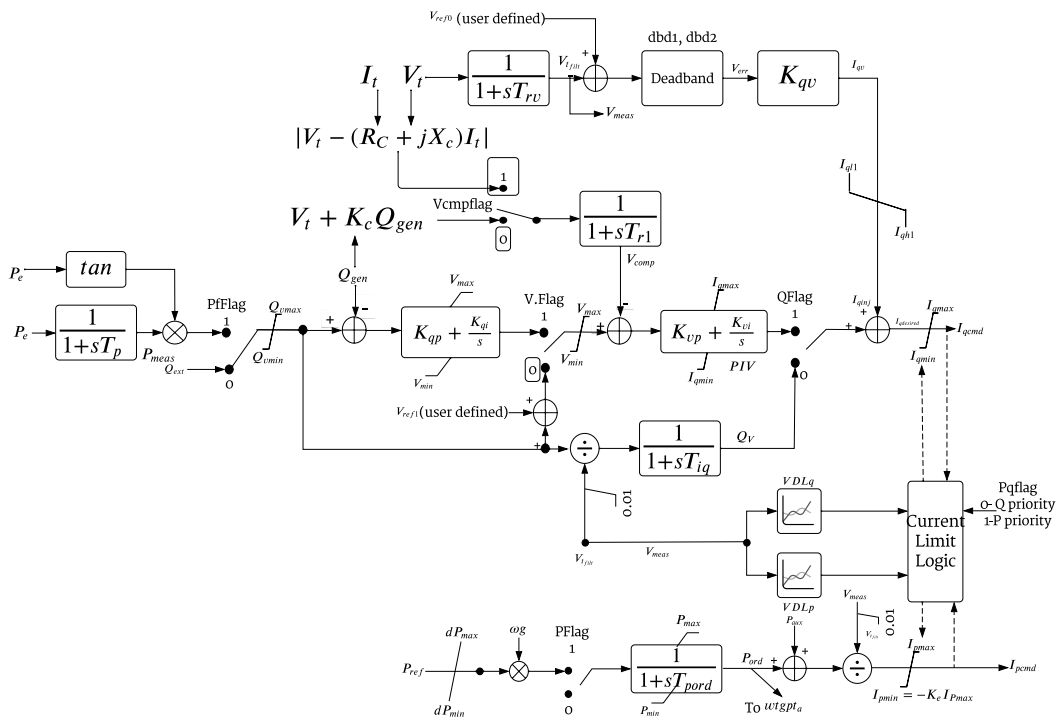 V_ref0 (user defined)
dbd1, dbd2
I_t V_t
1
1+sT_rv
V_t_filt
+
-
Deadband
V_err
K_qv
I_qv
V_meas
|V_t − (R_C + jX_c)I_t|
1
Vcmpflag
V_t + K_c Q_gen
0
1
1+sT_r1
I_ql1
I_qh1
V_comp
P_e
tan
Q_gen
V_max
V.Flag
1
V_max
I_qmax
QFlag
1
I_qinj
I_qmax
P_e
1
1+sT_p
P_meas
PfFlag
1
Q_vmax
Q_vmin
+
-
K_qp + K_qi/s
V_min
+
-
V_min
K_vp + K_vi/s
I_qmin
PIV
+
+
I_qdesired
I_qmin
I_qcmd
Q_ext
0
0
0
V_ref1 (user defined)
+
+
÷
1
1+sT_iq
Q_V
0.01
VDLq
Pqflag
0- Q priority
1-P priority
Current
Limit
Logic
V_t_filt
V_meas
VDLp
P_aux
V_meas
0.01
V_t_filt
dP_max
ωg
PFlag
1
P_max
I_pmax
P_ref
1
1+sT_pord
P_ord
+
+
÷
I_pcmd
dP_min
0
P_min
To wtgpt_a
I_pmin = −K_e I_Pmax